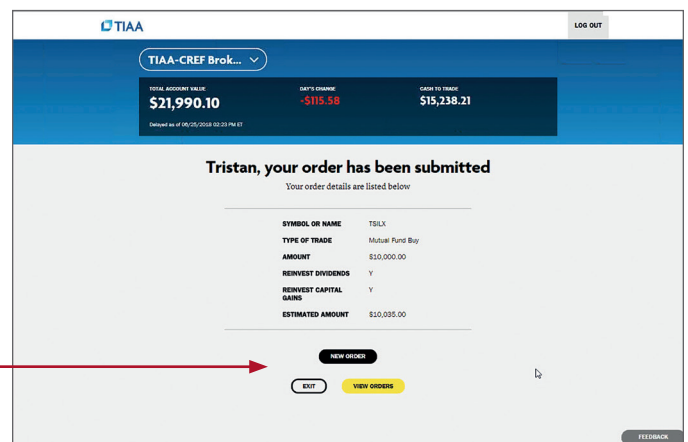 TIAA
LOG OUT
TIAA-CREF Brok...
TOTAL ACCOUNT VALUE
DAY'S CHANGE
CASH TO TRADE
$21,990.10
-$115.58
$15,238.21
Delayed as of 06/25/2018 02:23 PM ET
Tristan, your order has been submitted
Your order details are listed below
SYMBOL OR NAME TSILX
TYPE OF TRADE Mutual Fund Buy
AMOUNT $10,000.00
REINVEST DIVIDENDS Y
REINVEST CAPITAL GAINS Y
ESTIMATED AMOUNT $10,035.00
NEW ORDER
EXIT VIEW ORDERS
FEEDBACK